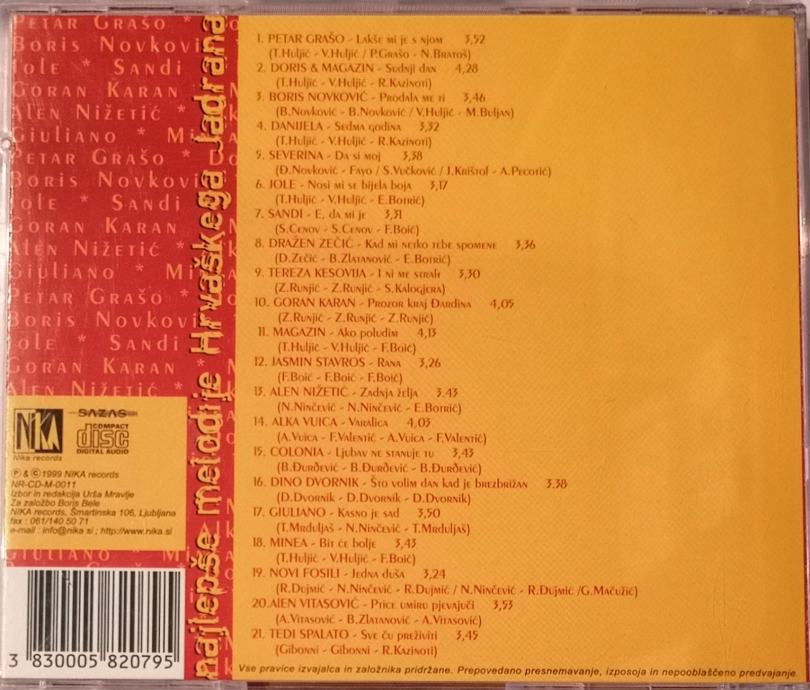 PETAR GRAŠO * DO
BORIS NOVKOVI
JOLE * SANDI
GORAN KARAN * N
ALEN NIŽETIĆ *
GIULIANO * MI
PETAR GRAŠO * DO
BORIS NOVKOVI
JOLE * SANDI
GORAN KARAN * N
ALEN NIŽETIĆ *
GIULIANO * MI
PETAR GRAŠO *
BORIS NOVKOVI
JOLE * SANDI
GORAN KARAN *
ALEN NIŽETIĆ *
GIULIANO *
najlepše melodije Hrvaškega Jadrana
1. PETAR GRAŠO - Lakše mi je s njom 3,52
(T.Huljić - V.Huljić / P.Grašo - N.Bratoš)
2. DORIS & MAGAZIN - Sudnji dan 4,28
(T.Huljić - V.Huljić - R.Kazinoti)
3. BORIS NOVKOVIĆ - Prodala me ti 3,46
(B.Novković - B.Novković / V.Huljić - M.Buljan)
4. DANIJELA - Sedma godina 3,32
(T.Huljić - V.Huljić - R.Kazinoti)
5. SEVERINA - Da si moj 3,38
(Đ.Novković - Fayo / S.Vučković / J.Krištof - A.Pecotić)
6. JOLE - Nosi mi se bijela boja 3,17
(T.Huljić - V.Huljić - E.Botrić)
7. SANDI - E, da mi je 3,31
(S.Cenov - S.Cenov - F.Boić)
8. DRAŽEN ZEČIĆ - Kad mi netko tebe spomene 3,36
(D.Zečić - B.Zlatanović - E.Botrić)
9. TEREZA KESOVIJA - I ni me strah 3,30
(Z.Runjić - Z.Runjić - S.Kalogjera)
10. GORAN KARAN - Prozor kraj Đardina 4,05
(Z.Runjić - Z.Runjić - Z.Runjić)
11. MAGAZIN - Ako poludim 4,13
(T.Huljić - V.Huljić - F.Boić)
12. JASMIN STAVROS - Rana 3,26
(F.Boić - F.Boić - F.Boić)
13. ALEN NIŽETIĆ - Zadnja želja 3.43
(N.Ninčević - N.Ninčević - E.Botrić)
14. ALKA VUICA - Varalica 4,03
(A.Vuica - F.Valentić - A.Vuica - F.Valentić)
15. COLONIA - Ljubav ne stanuje tu 3,43
(B.Đurđević - B.Đurđević - B.Đurđević)
16. DINO DVORNIK - Što volim dan kad je brezbrižan 3.38
(D.Dvornik - D.Dvornik - D.Dvornik)
17. GIULIANO - Kasno je sad 3,50
(T.Mrduljaš - N.Ninčević - T.Mrduljaš)
18. MINEA - Bit će bolje 3,43
(T.Huljić - V.Huljić - F.Boić)
19. NOVI FOSILI - Jedna duša 3,24
(R.Dujmić - N.Ninčević - R.Dujmić / N.Ninčević - R.Dujmić /G.Mačužić)
20.AlEN VITASOVIĆ - Ptice umiru pjevajući 3,53
(A.Vitasović - B.Zlatanović - A.Vitasović)
21. TEDI SPALATO - Sve ču preživiti 3,45
(Gibonni - Gibonni - R.Kazinoti)
Vse pravice izvajalca in založnika pridržane. Prepovedano presnemavanje, izposoja in nepooblaščeno predvajanje.
NIKA
Nika records
SAZAS
COMPACT
disc
DIGITAL AUDIO
℗ & © 1999 NIKA records
NR-CD-M-0011
Izbor in redakcija Urša Mravlje
Za založbo Boris Bele
NIKA records, Šmartinska 106, Ljubljana
fax : 061/140 50 71
e-mail : info@nika.si ; http://www.nika.si
GIULIANO *
3 830005 820795